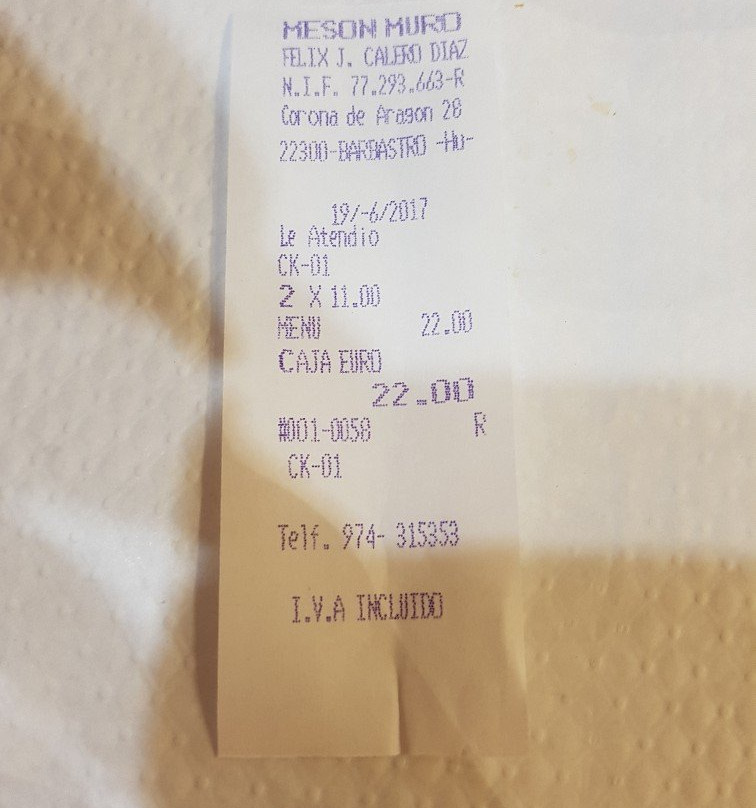 MESON MURO
FELIX J. CALERO DIAZ
N.I.F. 77.293.663-R
Corona de Aragon 28
22300-BARBASTRO -Hu-
19/-6/2017
Le Atendio
CK-01
2 X 11.00
MENU 22.00
CAJA EURO
22.00
#001-0058 R
CK-01
Telf. 974- 315353
I.V.A INCLUIDO